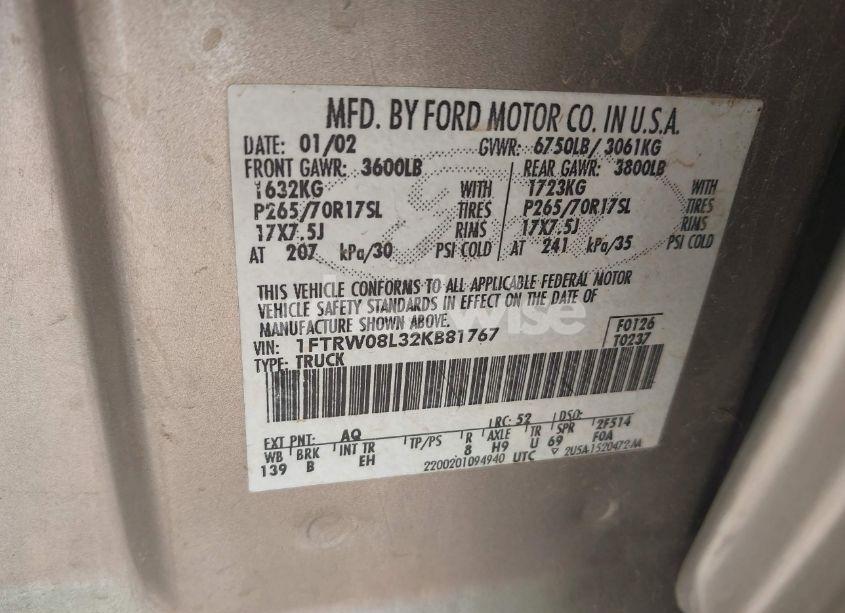 MFD. BY FORD MOTOR CO. IN U.S.A.
DATE: 01/02 GVWR: 6750LB/ 3061KG
FRONT GAWR: 3600LB REAR GAWR: 3800LB
1632KG WITH 1723KG WITH
P265/70R17SL TIRES P265/70R17SL TIRES
17X7.5J RIMS 17X7.5J RIMS
AT 207 kPa/30 PSI COLD AT 241 kPa/35 PSI COLD
THIS VEHICLE CONFORMS TO ALL APPLICABLE FEDERAL MOTOR
VEHICLE SAFETY STANDARDS IN EFFECT ON THE DATE OF
MANUFACTURE SHOWN ABOVE.
VIN: 1FTRW08L32KB81767 F0126
TYPE: TRUCK T0237
EXT PNT: AQ RC: 52 DSO:
WB BRK INT TR TP/PS R AXLE TR SPR 2F514
139 B EH 8 H9 U 69 F0A
2200201094940 UTC ▽ 2U5A-1520472-AA